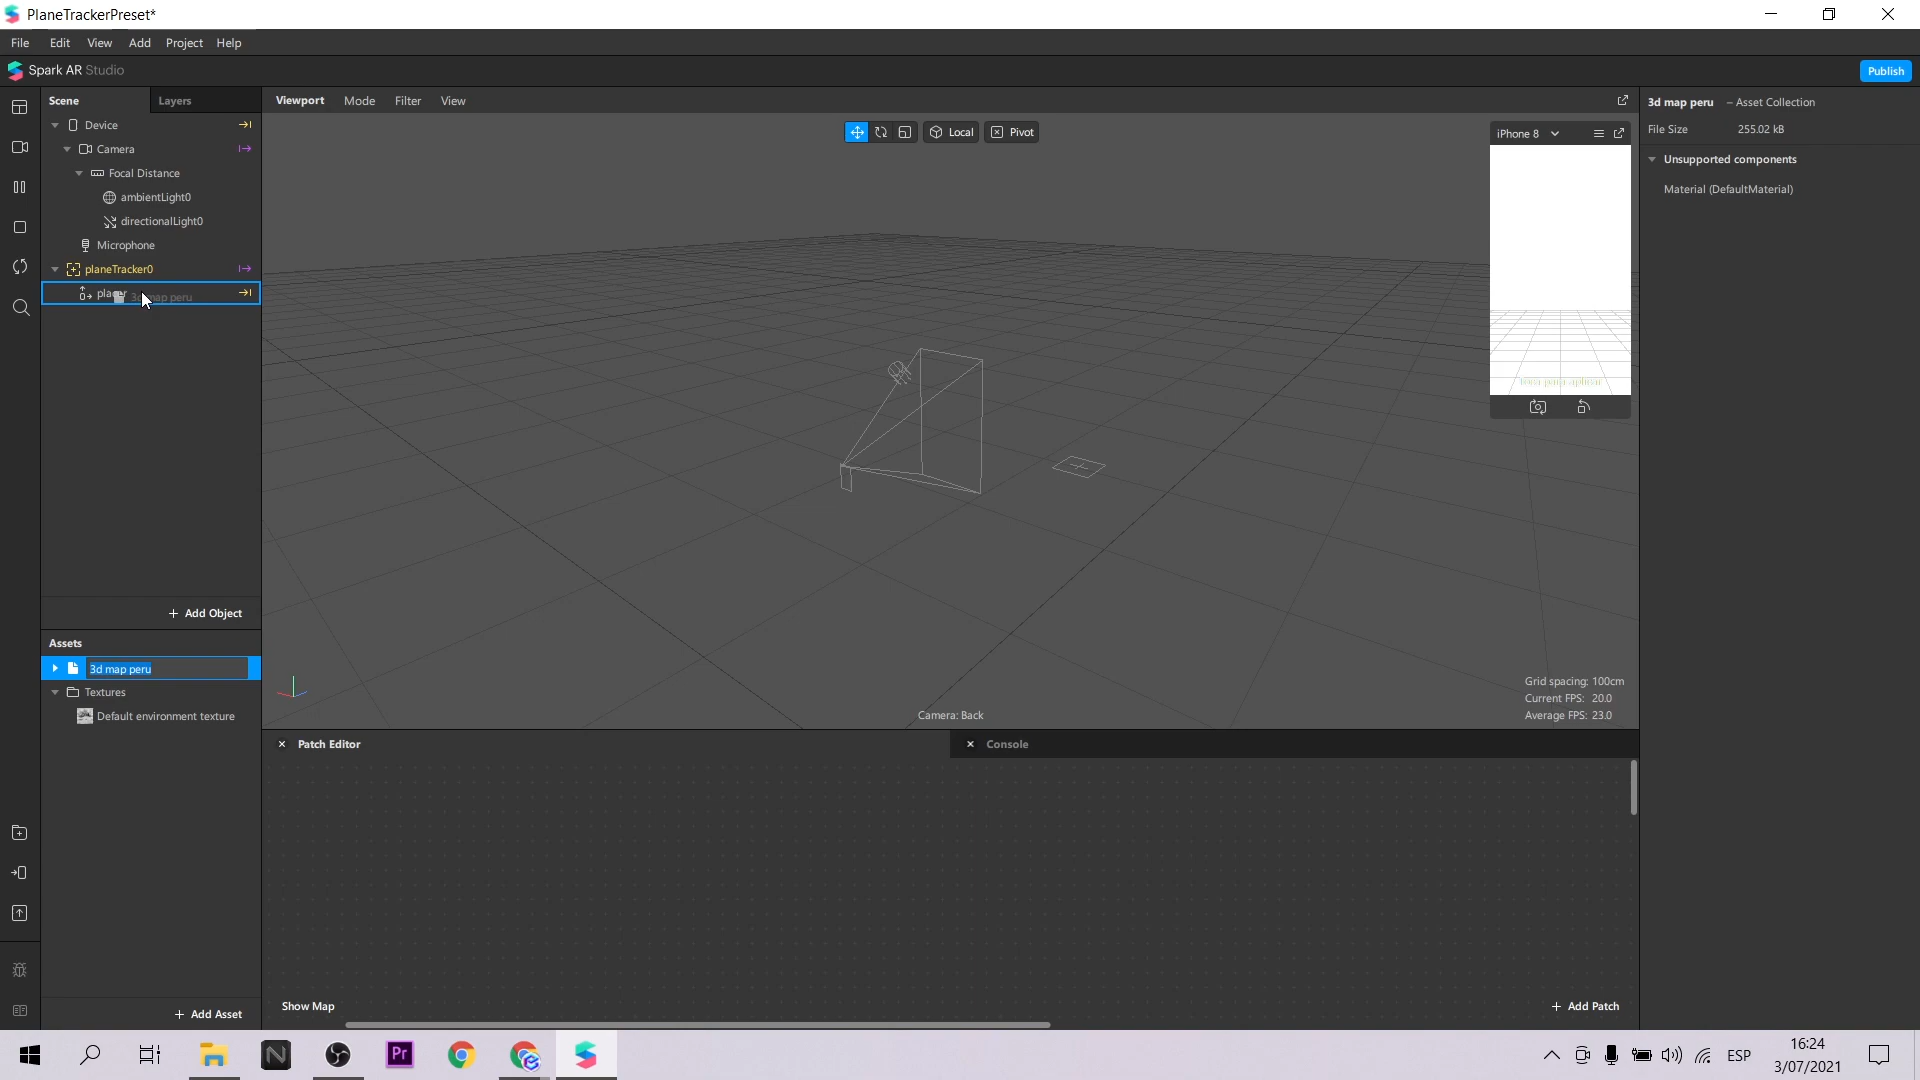 PlaneTrackerPreset*
File Edit View Add Project Help
Spark AR Studio
Publish
Scene Layers
Device
Camera
Focal Distance
ambientLight0
directionalLight0
Microphone
planeTracker0
3d map peru
Add Object
Assets
3d map peru
Textures
Default environment texture
Add Asset
Viewport Mode Filter View
Local Pivot
iPhone 8
Grid spacing: 100cm
Current FPS: 20.0
Average FPS: 23.0
Camera: Back
Patch Editor
Console
Show Map
Add Patch
3d map peru – Asset Collection
File Size 255.02 kB
Unsupported components
Material (DefaultMaterial)
N
Pr
ESP
16:24
3/07/2021